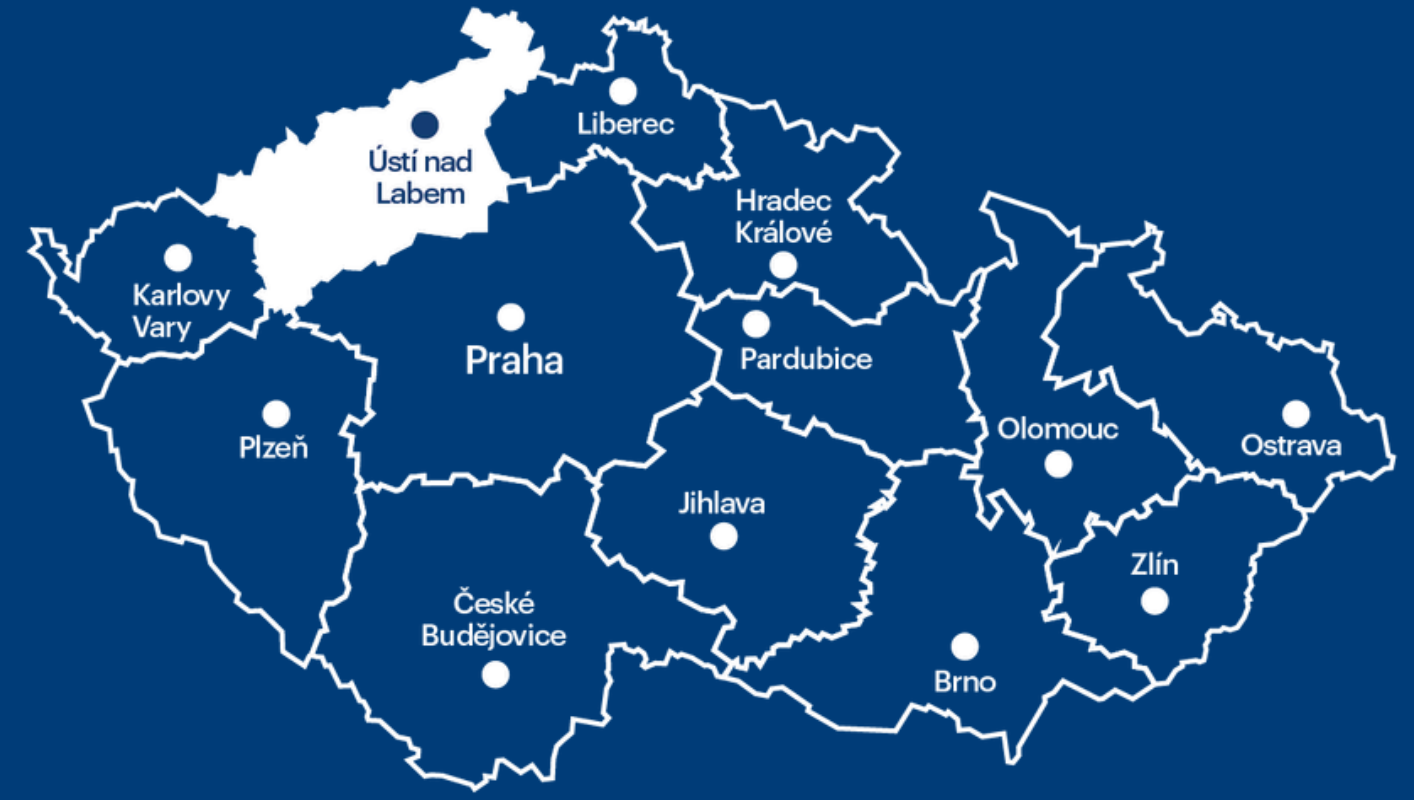 Liberec
Ústí nad
Labem
Hradec
Králové
Karlovy
Vary
Praha
Pardubice
Plzeň
Olomouc
Ostrava
Jihlava
Zlín
České
Budějovice
Brno